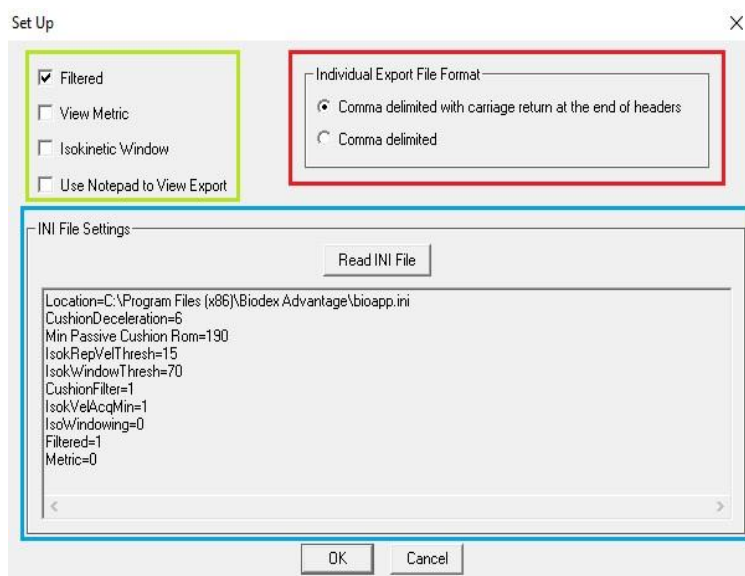 Set Up
Filtered
View Metric
Isokinetic Window
Use Notepad to View Export
Individual Export File Format
Comma delimited with carriage return at the end of headers
Comma delimited
INI File Settings
Read INI File
Location=C:\Program Files (x86)\Biodex Advantage\bioapp.ini
CushionDeceleration=6
Min Passive Cushion Rom=190
IsokRepVelThresh=15
IsokWindowThresh=70
CushionFilter=1
IsokVelAcqMin=1
IsoWindowing=0
Filtered=1
Metric=0
OK
Cancel